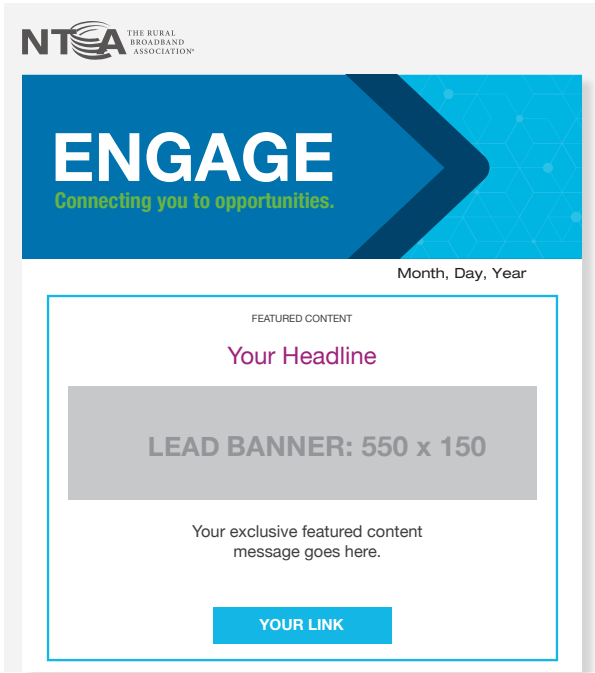 NTCA
THE RURAL
BROADBAND
ASSOCIATION®
ENGAGE
Connecting you to opportunities.
Month, Day, Year
FEATURED CONTENT
Your Headline
LEAD BANNER: 550 x 150
Your exclusive featured content
message goes here.
YOUR LINK